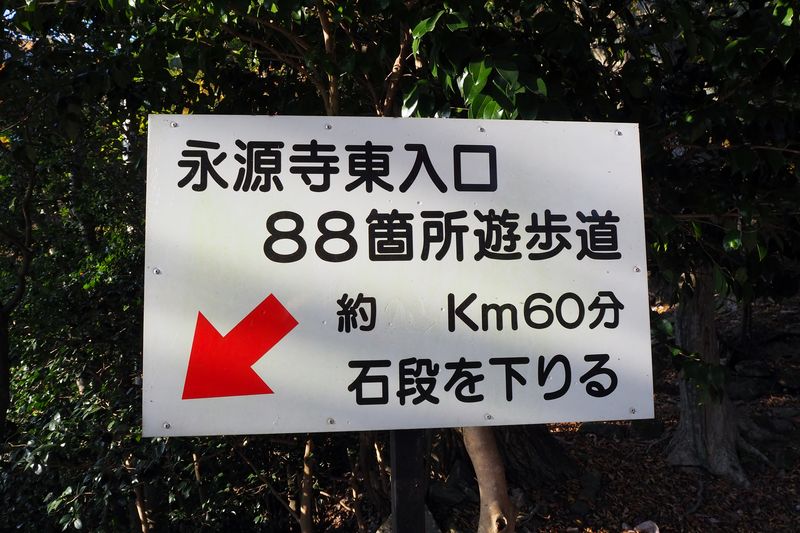 永源寺東入口
88箇所遊歩道
約 Km60分
石段を下りる